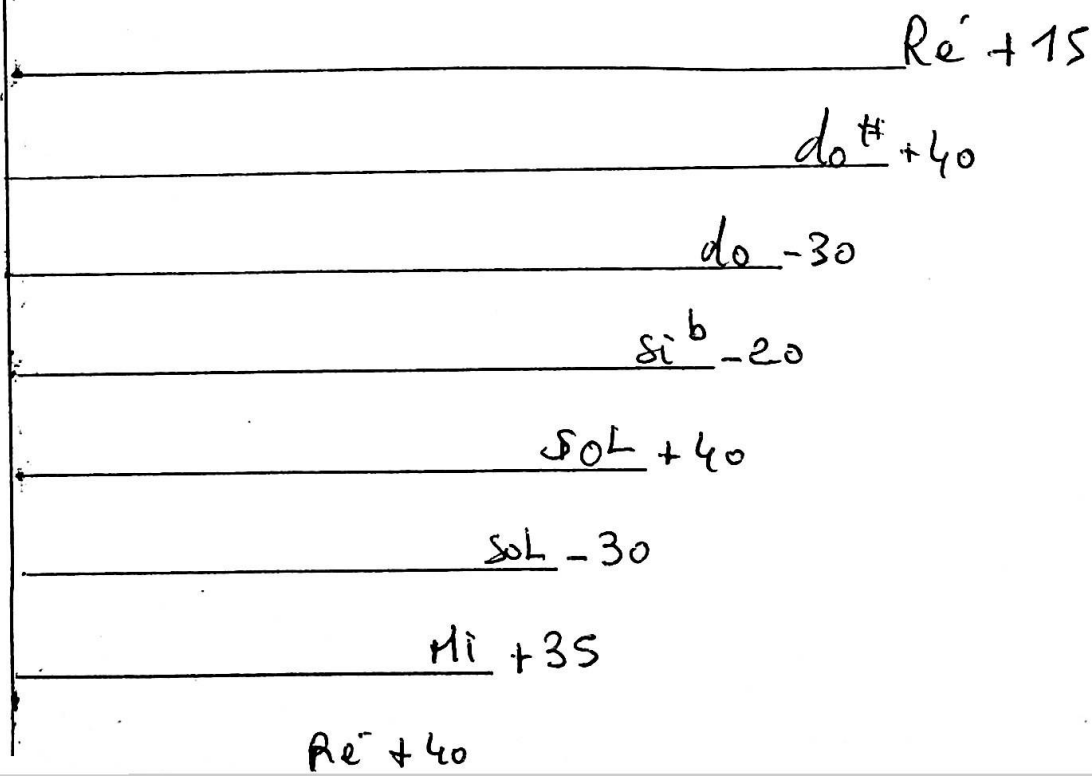 Ré + 15
do # + 40
do - 30
si b - 20
SOL + 40
SOL - 30
Mi + 35
Ré + 40